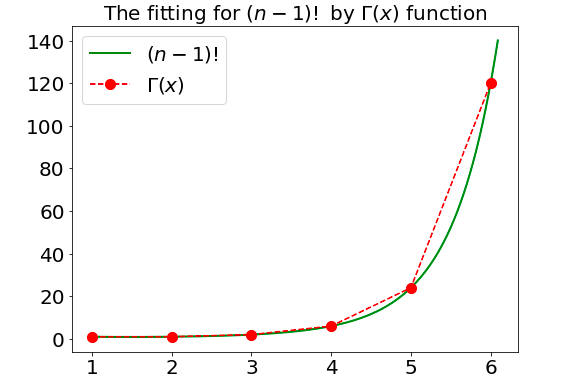 The fitting for (n − 1)! by Γ(x) function
(n − 1)!
Γ(x)
140
120
100
80
60
40
20
0
1 2 3 4 5 6